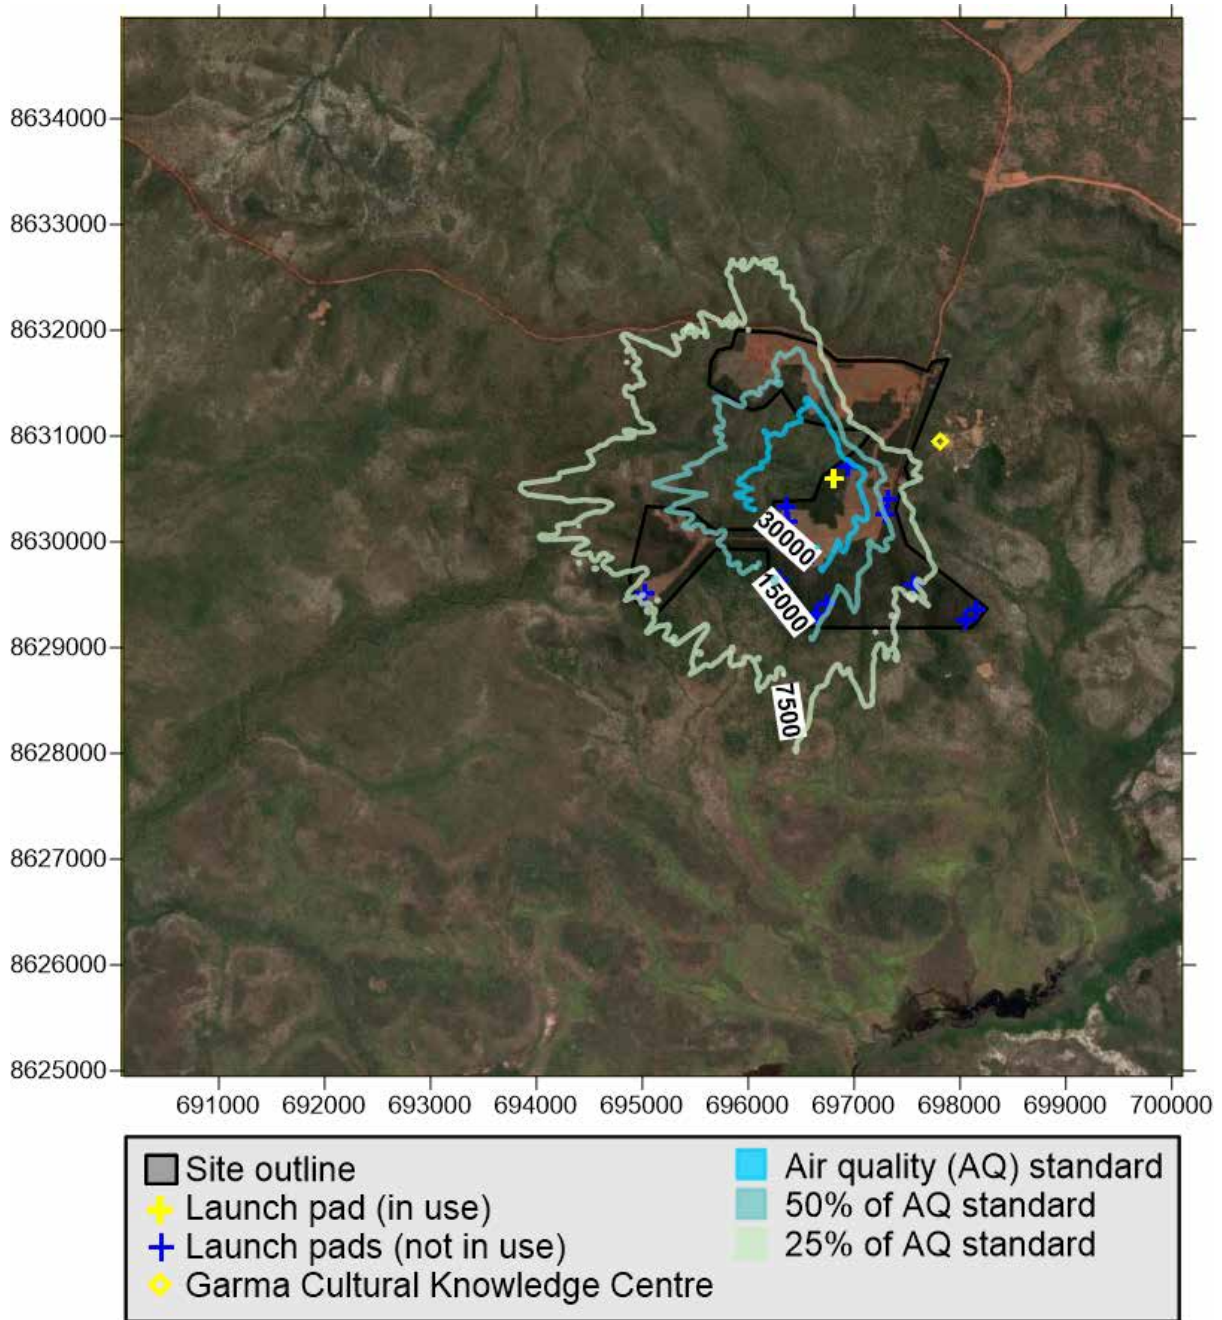 8634000
8633000
8632000
8631000
8630000
8629000
8628000
8627000
8626000
8625000
30000
15000
7500
691000 692000 693000 694000 695000 696000 697000 698000 699000 700000
Site outline
Launch pad (in use)
Launch pads (not in use)
Garma Cultural Knowledge Centre
Air quality (AQ) standard
50% of AQ standard
25% of AQ standard